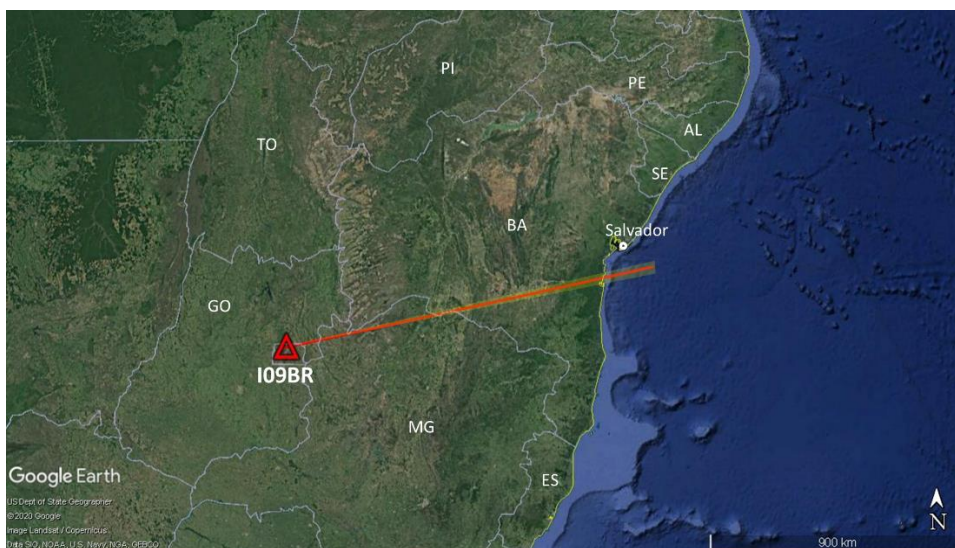 PI
PE
TO
AL
SE
BA
Salvador
GO
I09BR
MG
Google Earth
ES
US Dept of State Geographer
©2020 Google
Image Landsat / Copernicus
Data SIO, NOAA, U.S. Navy, NGA, GEBCO
N
900 km